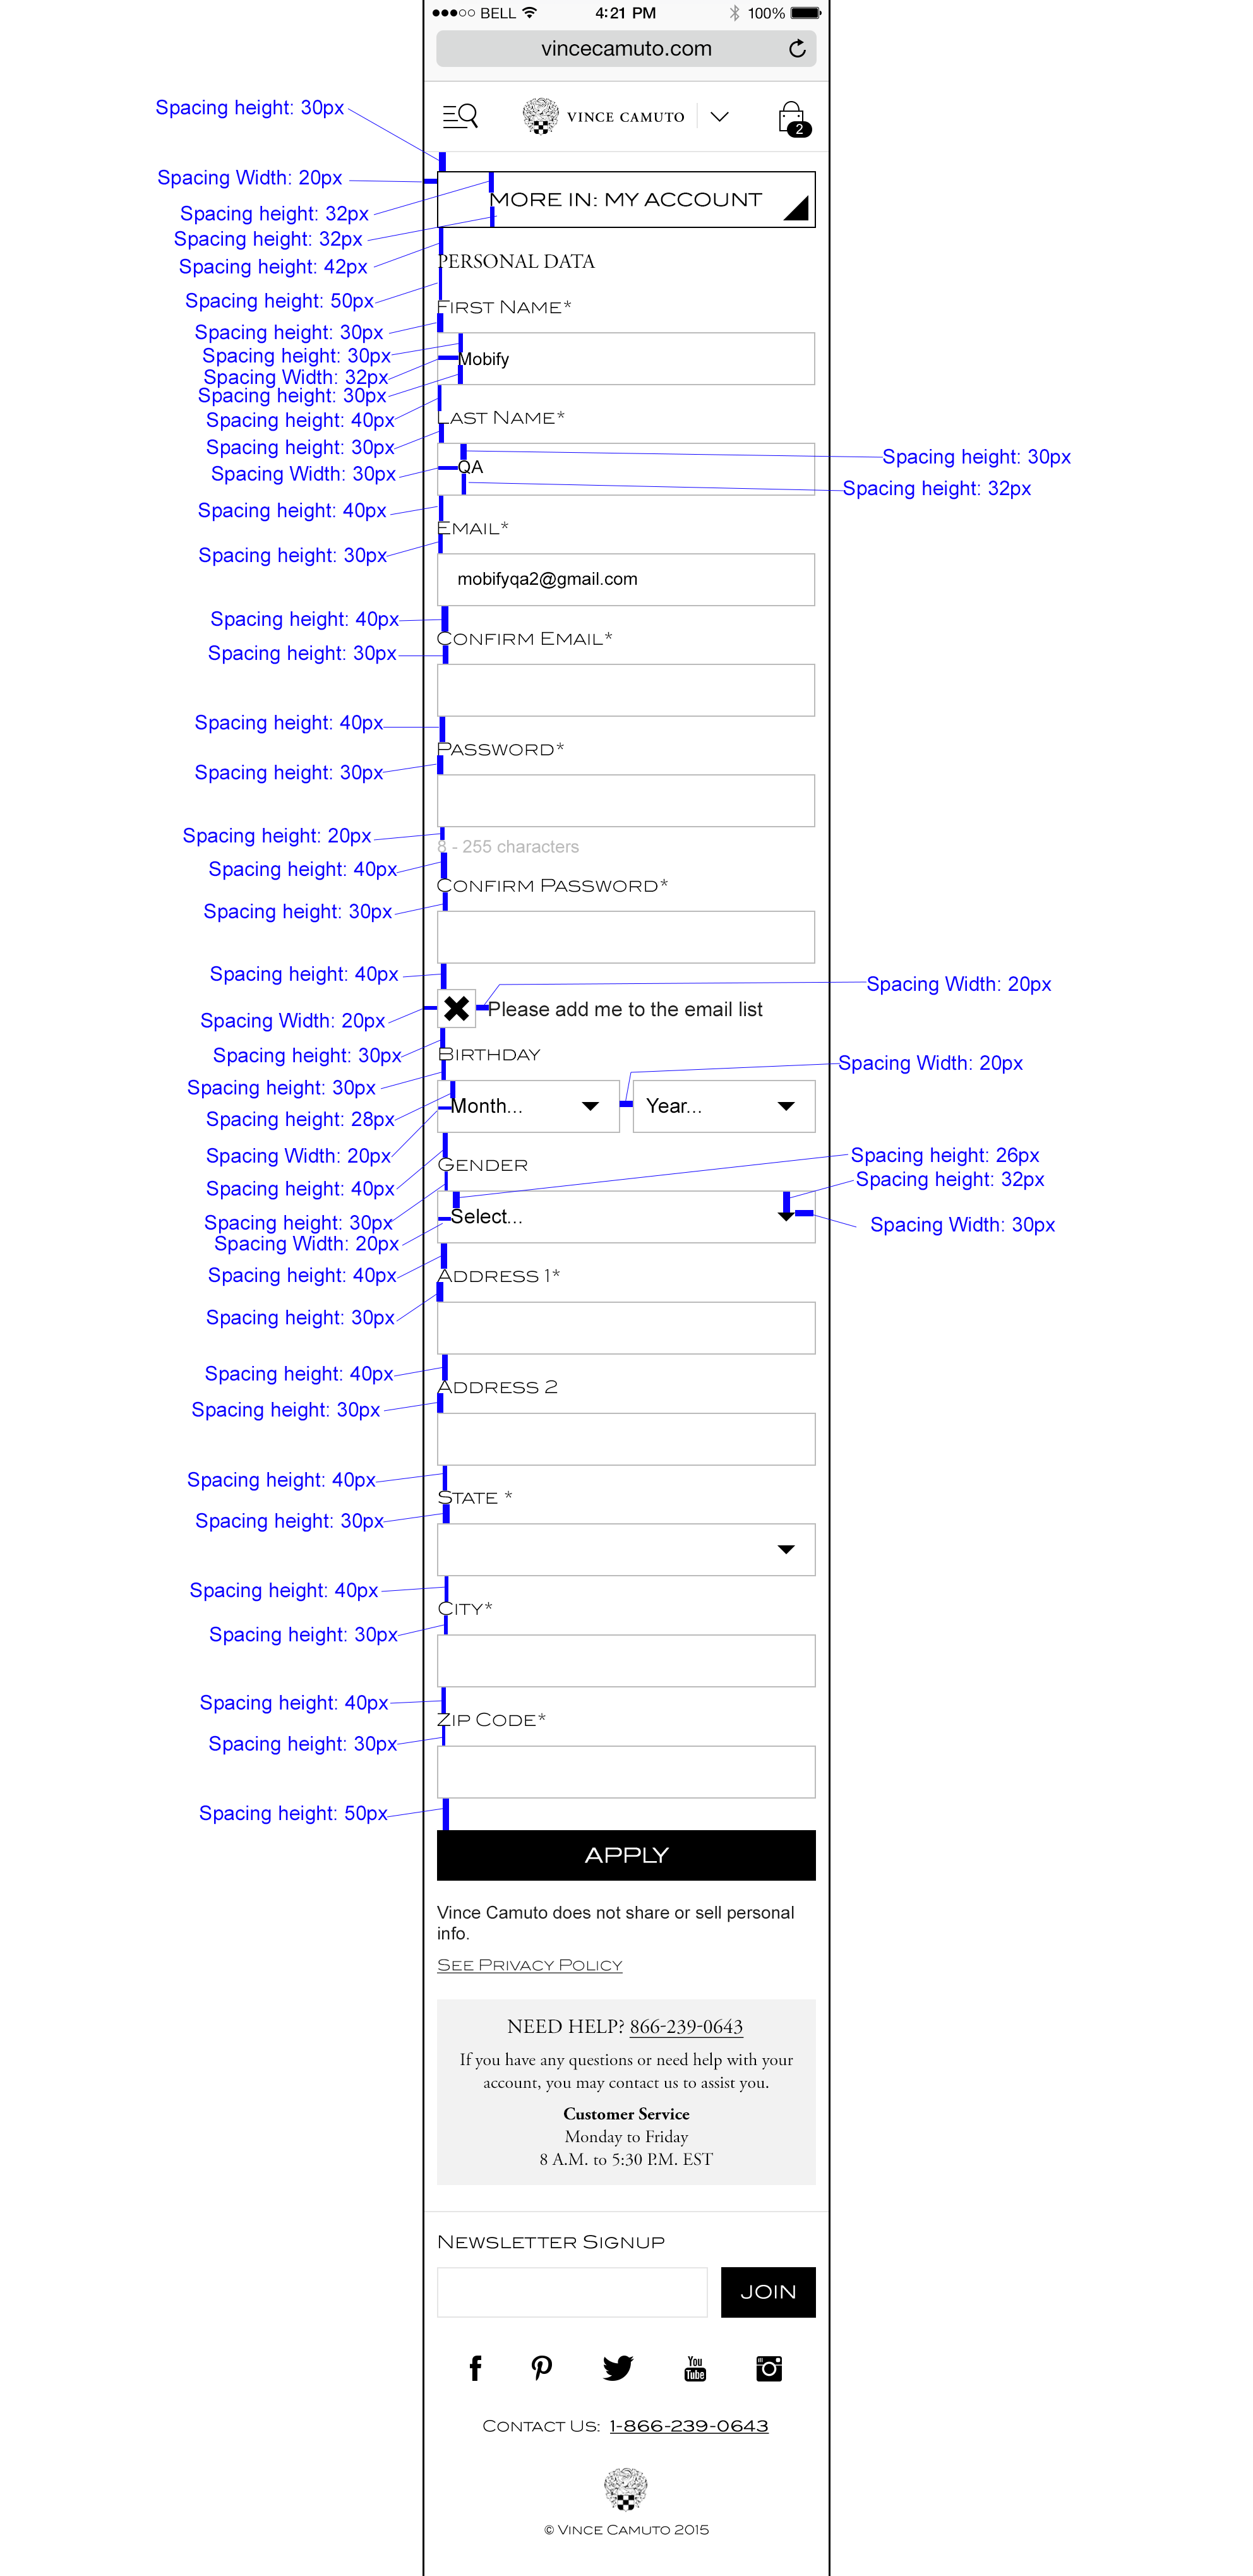 BELL 4:21 PM 100%
vincecamuto.com
Spacing height: 30px
VINCE CAMUTO
2
Spacing Width: 20px
MORE IN: MY ACCOUNT
Spacing height: 32px
Spacing height: 32px
Spacing height: 42px
PERSONAL DATA
Spacing height: 50px
FIRST NAME*
Spacing height: 30px
Spacing height: 30px
Mobify
Spacing Width: 32px
Spacing height: 30px
Spacing height: 40px
LAST NAME*
Spacing height: 30px
Spacing height: 30px
QA
Spacing Width: 30px
Spacing height: 32px
Spacing height: 40px
EMAIL*
Spacing height: 30px
mobifyqa2@gmail.com
Spacing height: 40px
CONFIRM EMAIL*
Spacing height: 30px
Spacing height: 40px
PASSWORD*
Spacing height: 30px
Spacing height: 20px
8 - 255 characters
Spacing height: 40px
CONFIRM PASSWORD*
Spacing height: 30px
Spacing height: 40px
Spacing Width: 20px
Please add me to the email list
Spacing Width: 20px
Spacing height: 30px
BIRTHDAY
Spacing Width: 20px
Spacing height: 30px
Month... Year...
Spacing height: 28px
Spacing Width: 20px
Spacing height: 26px
GENDER
Spacing height: 32px
Spacing height: 40px
Select...
Spacing height: 30px
Spacing Width: 30px
Spacing Width: 20px
Spacing height: 40px
ADDRESS 1*
Spacing height: 30px
Spacing height: 40px
ADDRESS 2
Spacing height: 30px
Spacing height: 40px
STATE *
Spacing height: 30px
Spacing height: 40px
CITY*
Spacing height: 30px
Spacing height: 40px
ZIP CODE*
Spacing height: 30px
Spacing height: 50px
APPLY
Vince Camuto does not share or sell personal
info.
SEE PRIVACY POLICY
NEED HELP? 866-239-0643
If you have any questions or need help with your
account, you may contact us to assist you.
Customer Service
Monday to Friday
8 A.M. to 5:30 P.M. EST
NEWSLETTER SIGNUP
JOIN
You
Tube
CONTACT US: 1-866-239-0643
© VINCE CAMUTO 2015